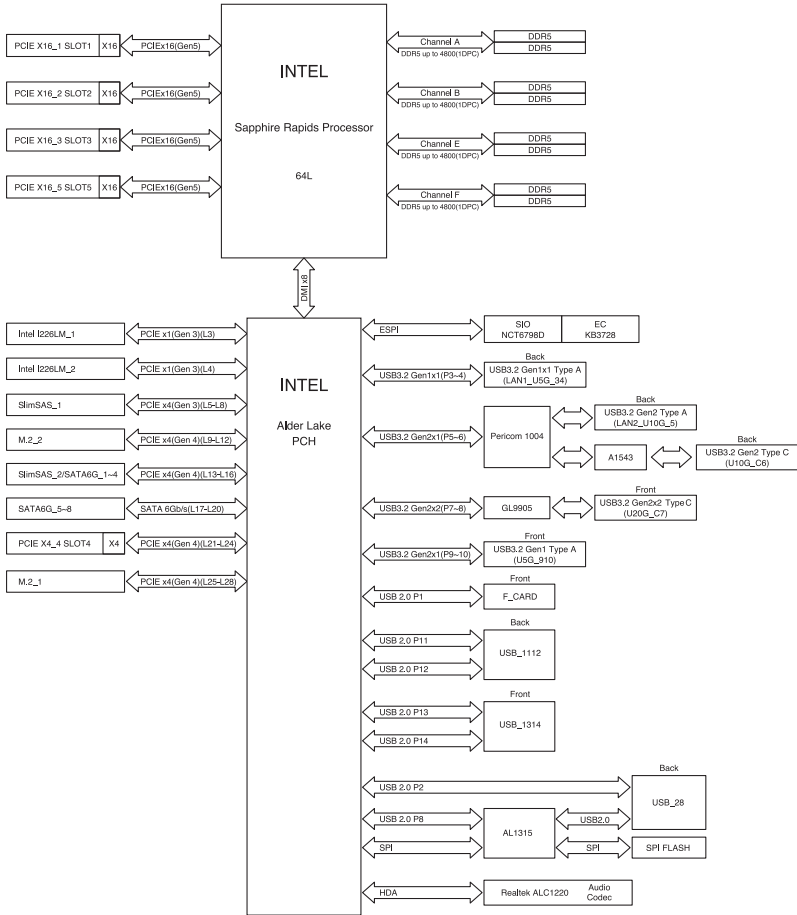 PCIE X16_1 SLOT1 X16 PCIEx16(Gen5)
PCIE X16_2 SLOT2 X16 PCIEx16(Gen5)
PCIE X16_3 SLOT3 X16 PCIEx16(Gen5)
PCIE X16_5 SLOT5 X16 PCIEx16(Gen5)
INTEL
Sapphire Rapids Processor
64L
Channel A
DDR5 up to 4800(1DPC)
DDR5
DDR5
Channel B
DDR5 up to 4800(1DPC)
DDR5
DDR5
Channel E
DDR5 up to 4800(1DPC)
DDR5
DDR5
Channel F
DDR5 up to 4800(1DPC)
DDR5
DDR5
DMI x8
Intel I226LM_1 PCIE x1(Gen 3)(L3)
Intel I226LM_2 PCIE x1(Gen 3)(L4)
SlimSAS_1 PCIE x4(Gen 3)(L5-L8)
M.2_2 PCIE x4(Gen 4)(L9-L12)
SlimSAS_2/SATA6G_1~4 PCIE x4(Gen 4)(L13-L16)
SATA6G_5~8 SATA 6Gb/s(L17-L20)
PCIE X4_4 SLOT4 X4 PCIE x4(Gen 4)(L21-L24)
M.2_1 PCIE x4(Gen 4)(L25-L28)
INTEL
Alder Lake
PCH
ESPI
SIO
NCT6798D
EC
KB3728
USB3.2 Gen1x1(P3~4)
Back
USB3.2 Gen1x1 Type A
(LAN1_U5G_34)
USB3.2 Gen2x1(P5~6)
Pericom 1004
Back
USB3.2 Gen2 Type A
(LAN2_U10G_5)
A1543
Back
USB3.2 Gen2 Type C
(U10G_C6)
USB3.2 Gen2x2(P7~8)
GL9905
Front
USB3.2 Gen2x2 Type C
(U20G_C7)
USB3.2 Gen2x1(P9~10)
Front
USB3.2 Gen1 Type A
(U5G_910)
USB 2.0 P1
Front
F_CARD
USB 2.0 P11
USB 2.0 P12
Back
USB_1112
USB 2.0 P13
USB 2.0 P14
Front
USB_1314
USB 2.0 P2
Back
USB_28
USB 2.0 P8
AL1315
USB2.0
SPI
SPI
SPI FLASH
HDA
Realtek ALC1220
Audio
Codec